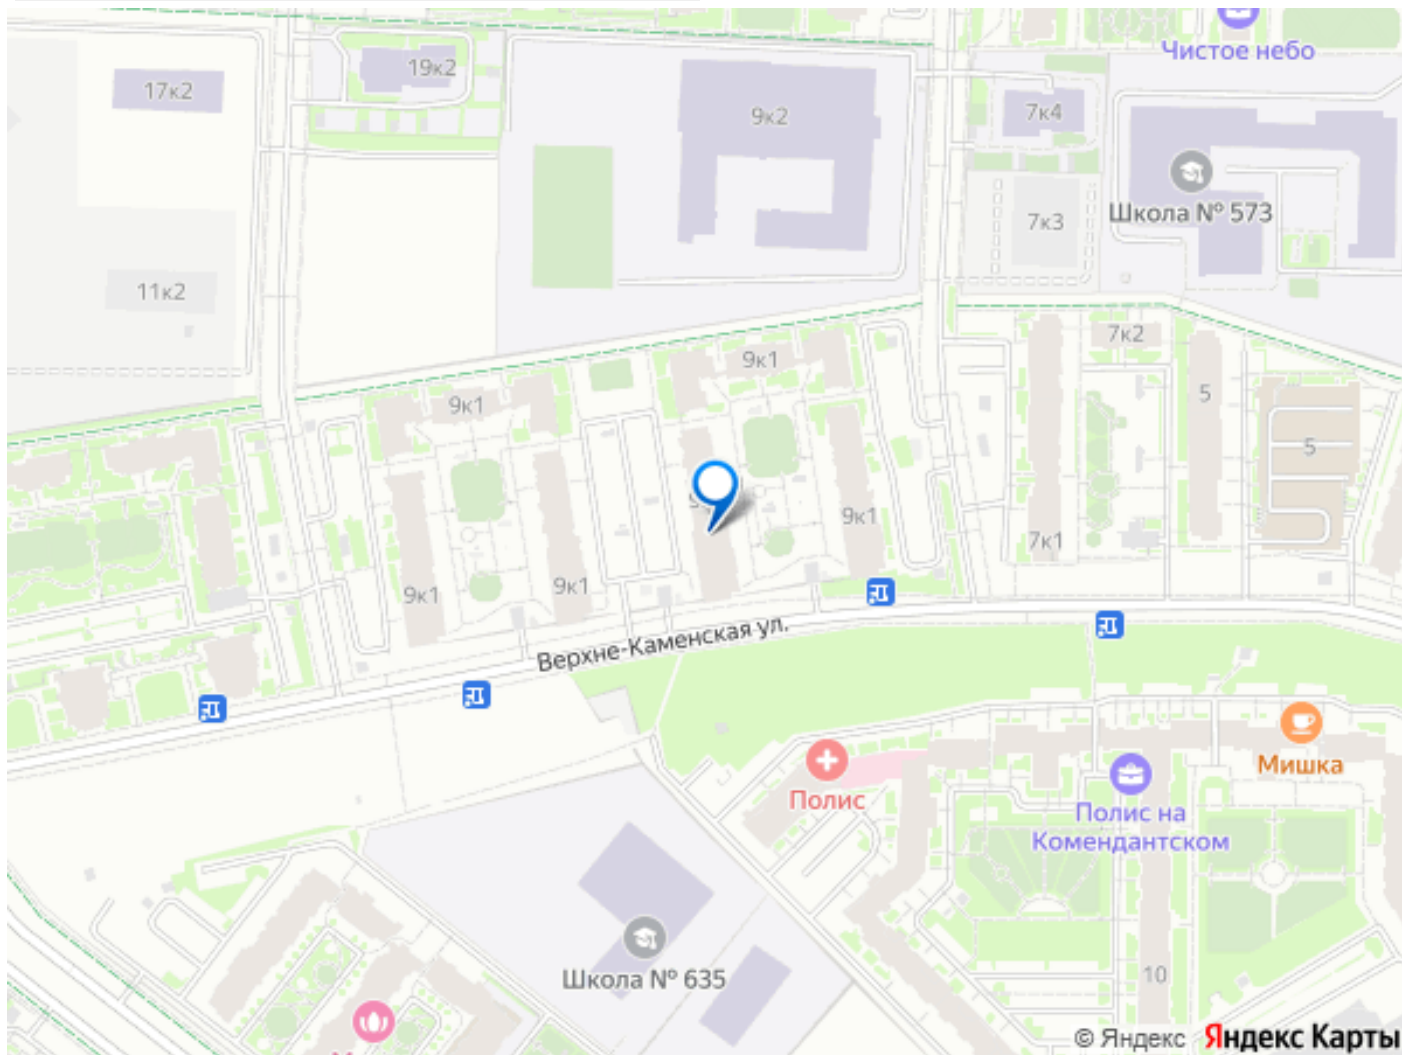 Чистое небо
19к2
17к2
9к2
7к4
Школа № 573
7к3
11к2
7к2
9к1
9к1
5
5
9к1
7к1
9к1
9к1
Верхне-Каменская ул.
Мишка
Полис
Полис на
Комендантском
Школа № 635
10
© Яндекс Яндекс Карты